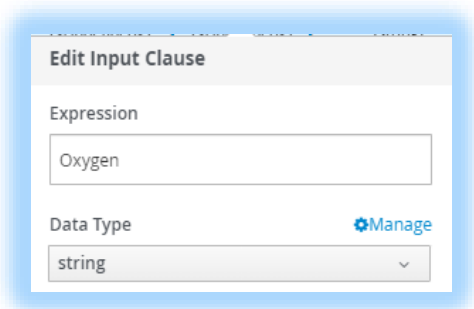 Edit Input Clause
Expression
Oxygen
Data Type Manage
string